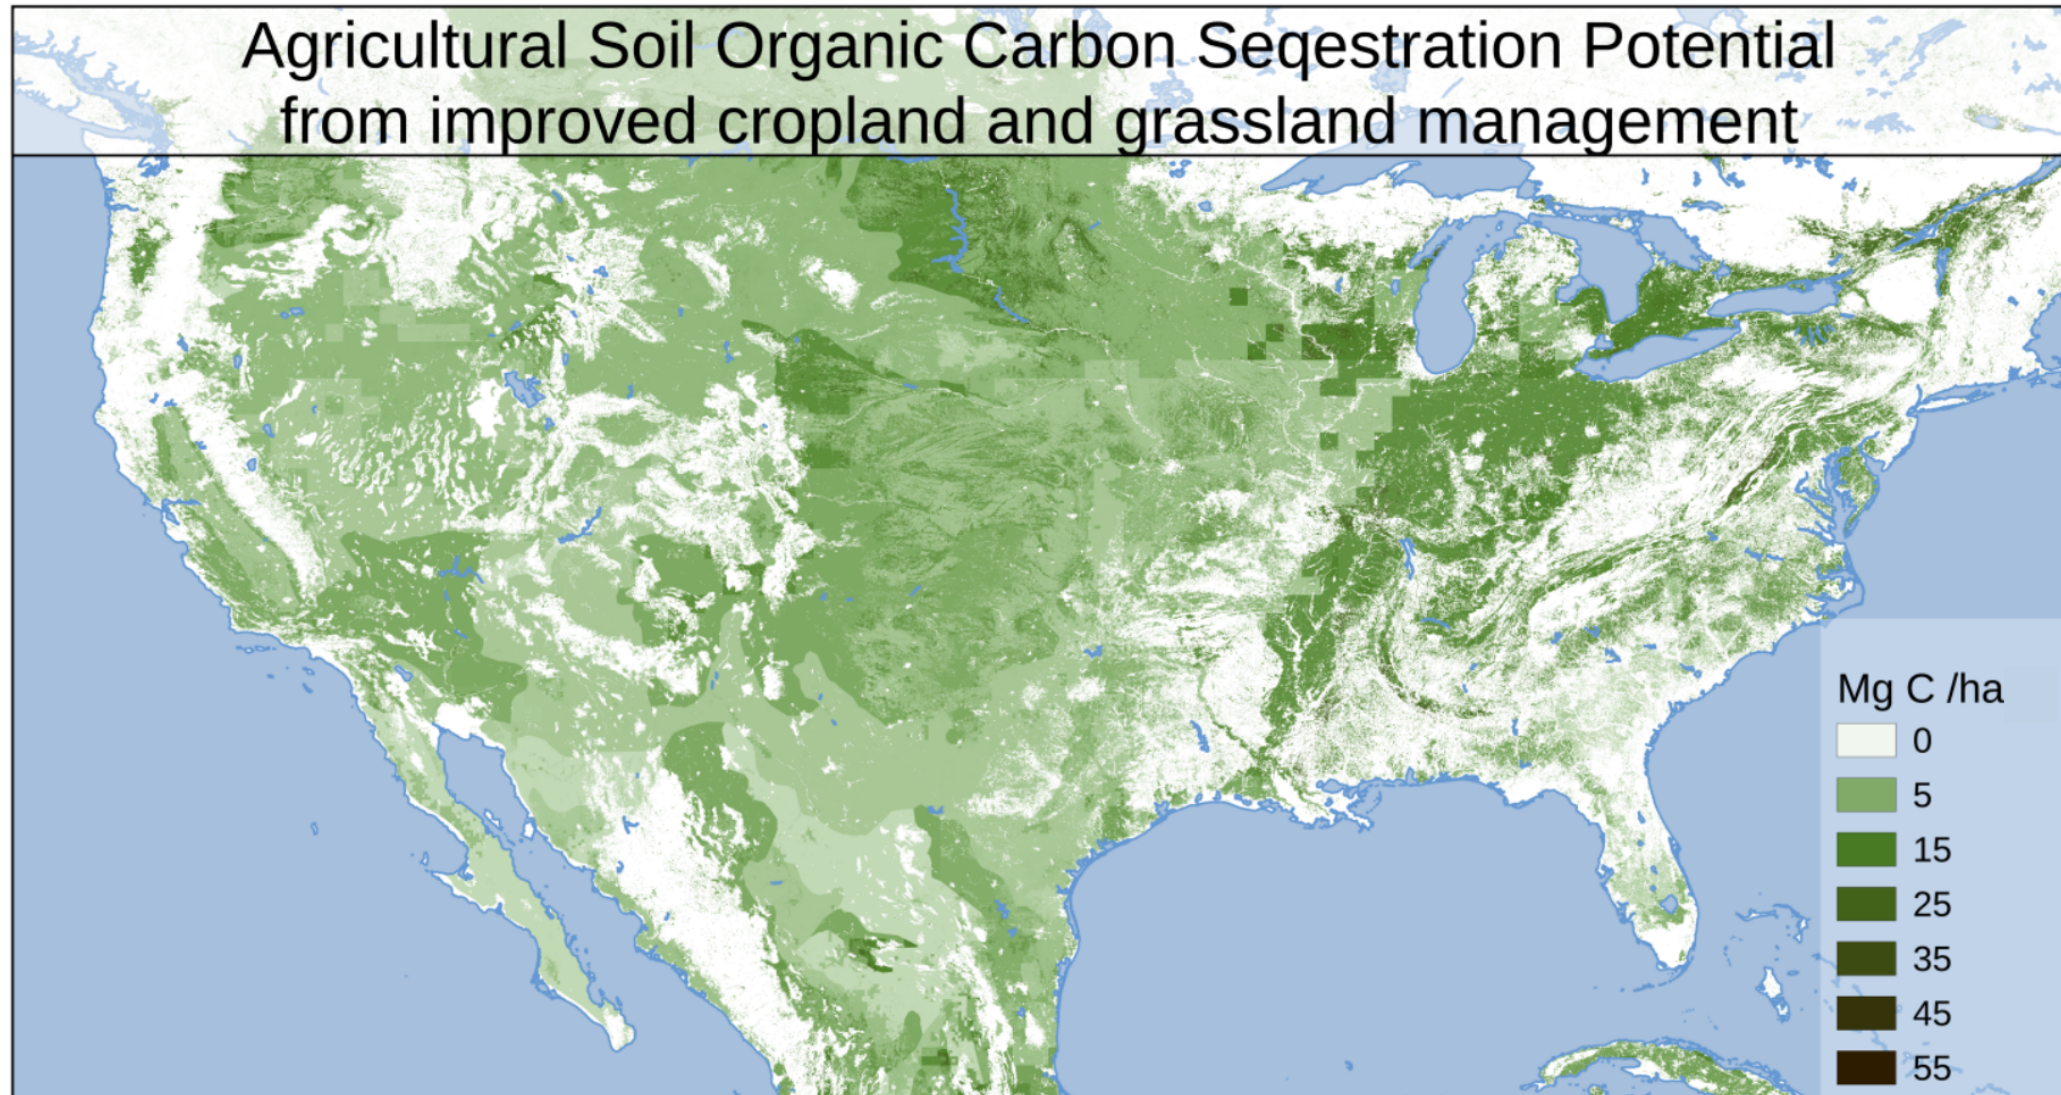 Agricultural Soil Organic Carbon Seqestration Potential
from improved cropland and grassland management
Mg C /ha
0
5
15
25
35
45
55